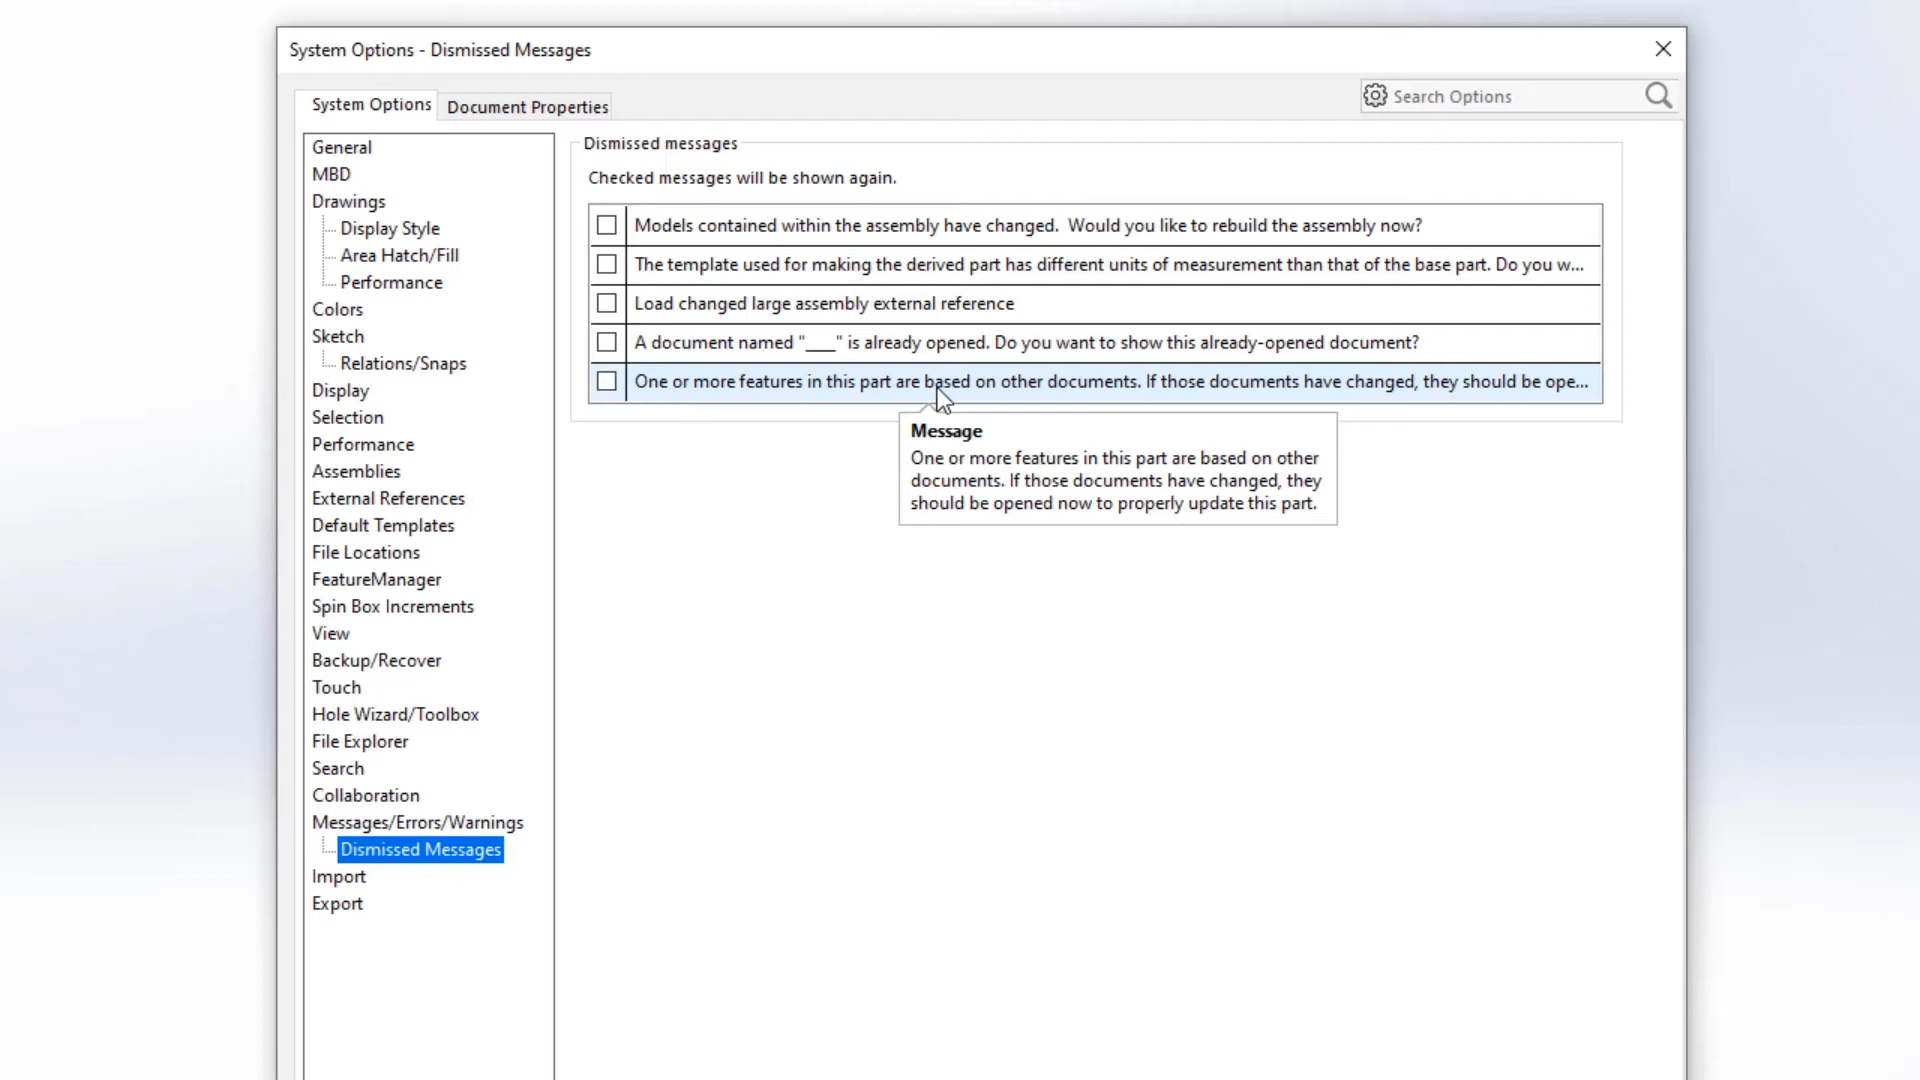 System Options - Dismissed Messages
System Options
Document Properties
Search Options
General
MBD
Drawings
Display Style
Area Hatch/Fill
Performance
Colors
Sketch
Relations/Snaps
Display
Selection
Performance
Assemblies
External References
Default Templates
File Locations
FeatureManager
Spin Box Increments
View
Backup/Recover
Touch
Hole Wizard/Toolbox
File Explorer
Search
Collaboration
Messages/Errors/Warnings
Dismissed Messages
Import
Export
Dismissed messages
Checked messages will be shown again.
Models contained within the assembly have changed.  Would you like to rebuild the assembly now?
The template used for making the derived part has different units of measurement than that of the base part. Do you w...
Load changed large assembly external reference
A document named "___" is already opened. Do you want to show this already-opened document?
One or more features in this part are based on other documents. If those documents have changed, they should be ope...
Message
One or more features in this part are based on other
documents. If those documents have changed, they
should be opened now to properly update this part.